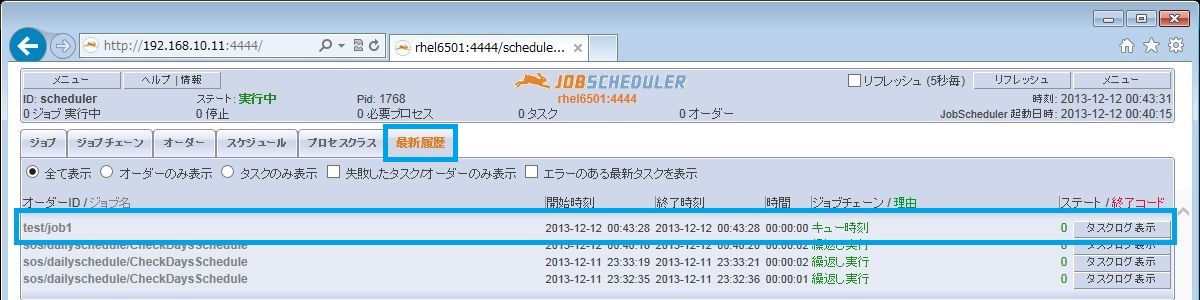 http://192.168.10.11:4444/ rhel6501:4444/schedule...
メニュー ヘルプ | 情報 JOBSCHEDULER リフレッシュ (5秒毎) リフレッシュ メニュー
ID: scheduler ステート: 実行中 Pid: 1768 rhel6501:4444 時刻: 2013-12-12 00:43:31
0 ジョブ 実行中 0 停止 0 必要プロセス 0 タスク 0 オーダー JobScheduler 起動日時: 2013-12-12 00:40:15
ジョブ ジョブチェーン オーダー スケジュール プロセスクラス 最新履歴
全て表示 オーダーのみ表示 タスクのみ表示 失敗したタスク/オーダーのみ表示 エラーのある最新タスクを表示
オーダーID / ジョブ名 開始時刻 終了時刻 時間 ジョブチェーン / 理由 ステート / 終了コード
test/job1 2013-12-12 00:43:28 2013-12-12 00:43:28 00:00:00 キュー時刻 0 タスクログ表示
sos/dailyschedule/CheckDaysSchedule 2013-12-12 00:40:18 2013-12-12 00:40:20 00:00:02 繰返し実行 0 タスクログ表示
sos/dailyschedule/CheckDaysSchedule 2013-12-11 23:33:19 2013-12-11 23:33:21 00:00:02 繰返し実行 0 タスクログ表示
sos/dailyschedule/CheckDaysSchedule 2013-12-11 23:32:35 2013-12-11 23:32:36 00:00:01 繰返し実行 0 タスクログ表示